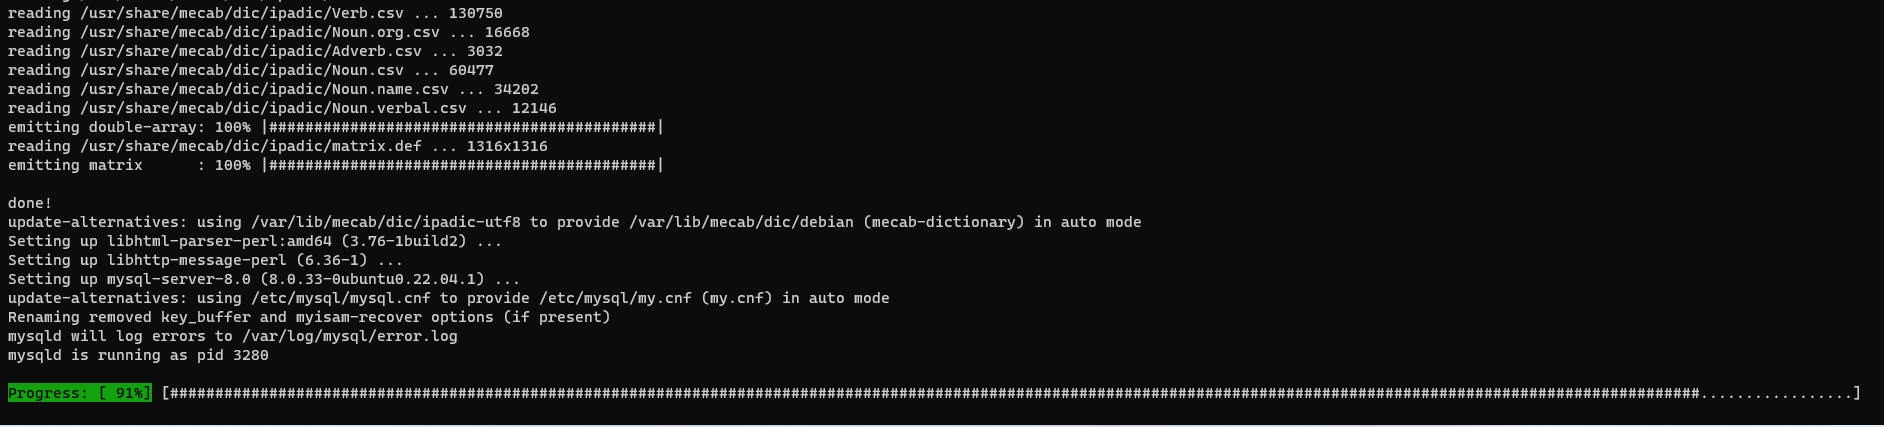 reading /usr/share/mecab/dic/ipadic/Verb.csv ... 130750
reading /usr/share/mecab/dic/ipadic/Noun.org.csv ... 16668
reading /usr/share/mecab/dic/ipadic/Adverb.csv ... 3032
reading /usr/share/mecab/dic/ipadic/Noun.csv ... 60477
reading /usr/share/mecab/dic/ipadic/Noun.name.csv ... 34202
reading /usr/share/mecab/dic/ipadic/Noun.verbal.csv ... 12146
emitting double-array: 100% |###########################################|
reading /usr/share/mecab/dic/ipadic/matrix.def ... 1316x1316
emitting matrix      : 100% |###########################################|
done!
update-alternatives: using /var/lib/mecab/dic/ipadic-utf8 to provide /var/lib/mecab/dic/debian (mecab-dictionary) in auto mode
Setting up libhtml-parser-perl:amd64 (3.76-1build2) ...
Setting up libhttp-message-perl (6.36-1) ...
Setting up mysql-server-8.0 (8.0.33-0ubuntu0.22.04.1) ...
update-alternatives: using /etc/mysql/mysql.cnf to provide /etc/mysql/my.cnf (my.cnf) in auto mode
Renaming removed key_buffer and myisam-recover options (if present)
mysqld will log errors to /var/log/mysql/error.log
mysqld is running as pid 3280
Progress: [ 91%] [##########################################################################################################################################################################.................]